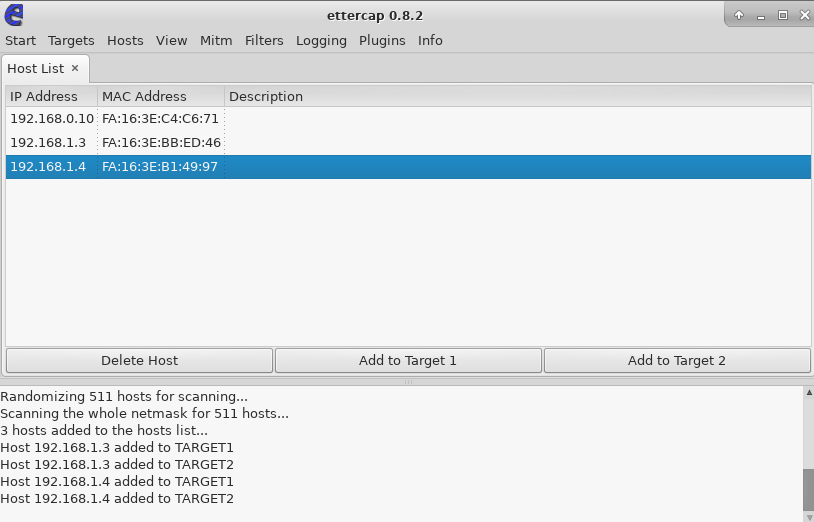 ettercap 0.8.2
Start Targets Hosts View Mitm Filters Logging Plugins Info
Host List ×
IP Address MAC Address Description
192.168.0.10 FA:16:3E:C4:C6:71
192.168.1.3 FA:16:3E:BB:ED:46
192.168.1.4 FA:16:3E:B1:49:97
Delete Host Add to Target 1 Add to Target 2
Randomizing 511 hosts for scanning...
Scanning the whole netmask for 511 hosts...
3 hosts added to the hosts list...
Host 192.168.1.3 added to TARGET1
Host 192.168.1.3 added to TARGET2
Host 192.168.1.4 added to TARGET1
Host 192.168.1.4 added to TARGET2